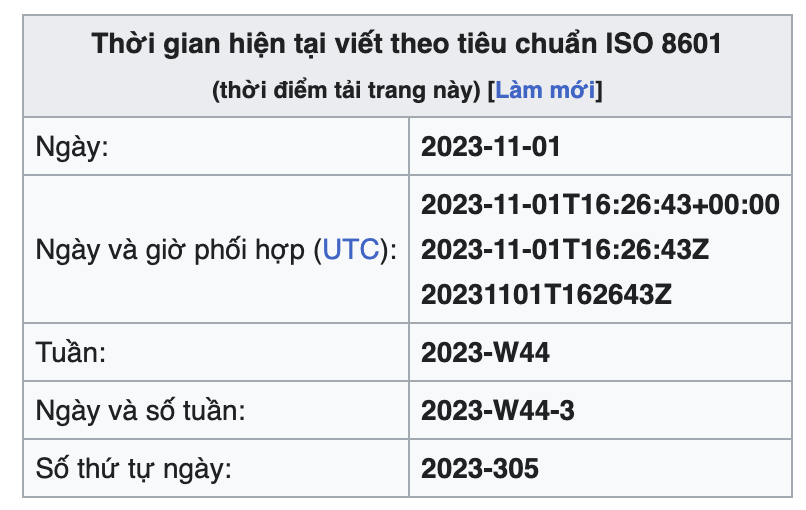 Thời gian hiện tại viết theo tiêu chuẩn ISO 8601
(thời điểm tải trang này) [Làm mới]
Ngày: 2023-11-01
Ngày và giờ phối hợp (UTC): 2023-11-01T16:26:43+00:00
2023-11-01T16:26:43Z
20231101T162643Z
Tuần: 2023-W44
Ngày và số tuần: 2023-W44-3
Số thứ tự ngày: 2023-305